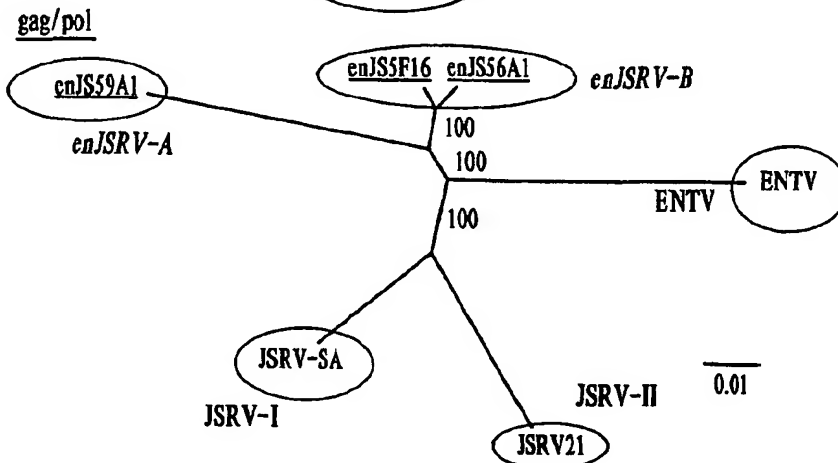 gag/pol
enJS59A1
enJS5F16 enJS56A1
enJSRV-B
enJSRV-A
100
100
ENTV
ENTV
100
JSRV-SA
JSRV-I
0.01
JSRV-II
JSRV21